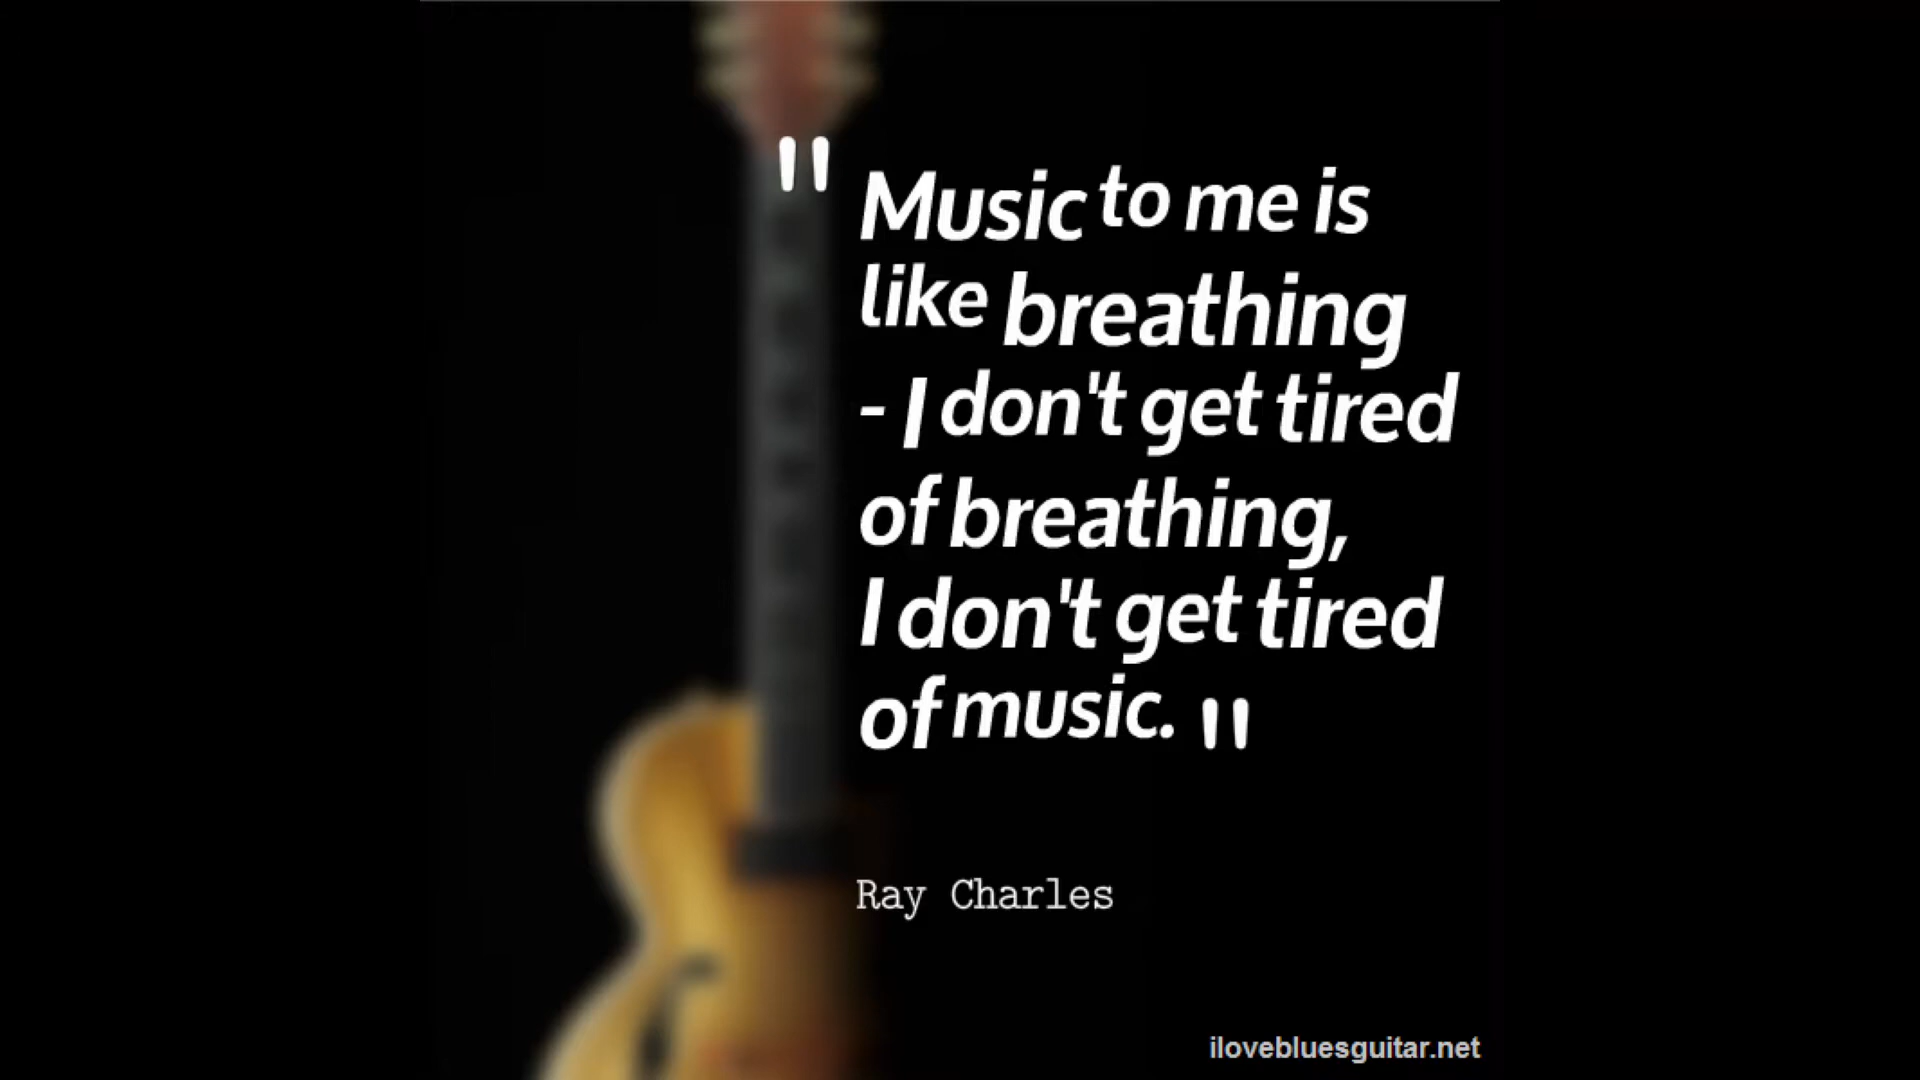 "Music to me is
like breathing
- I don't get tired
of breathing,
I don't get tired
of music."
Ray Charles
ilovebluesguitar.net